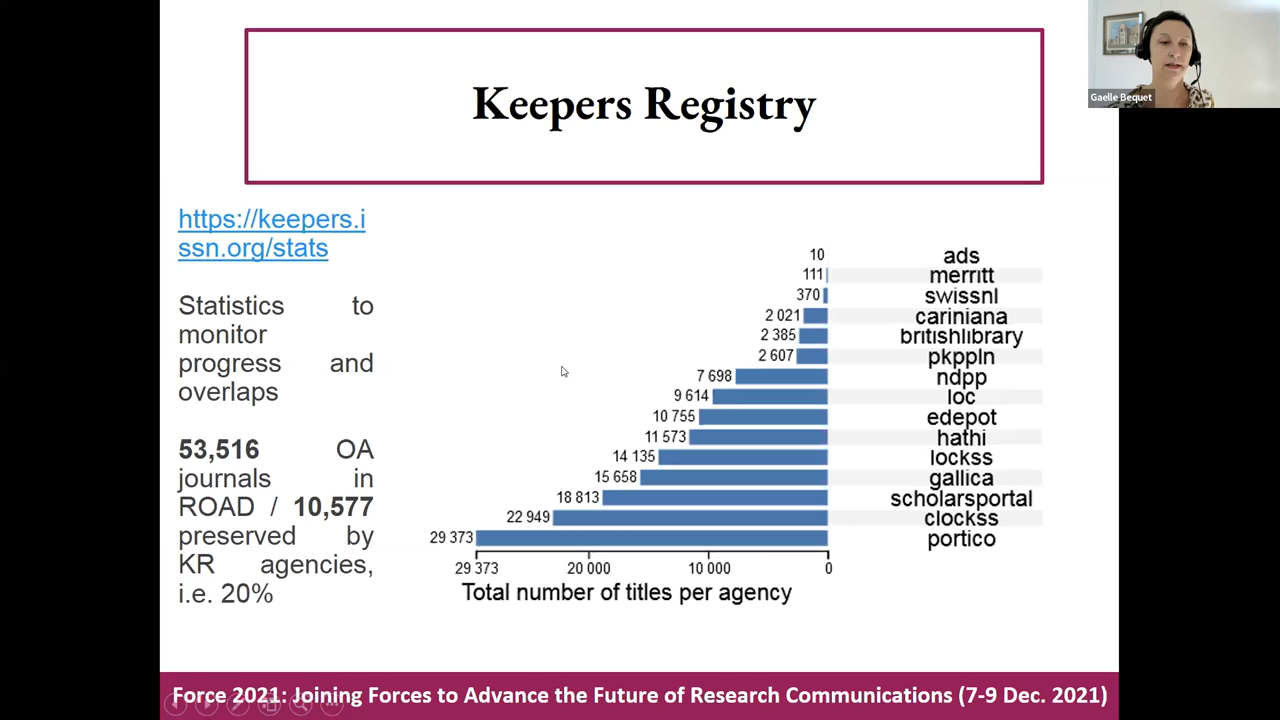 Keepers Registry
Gaelle Bequet
https://keepers.i
ssn.org/stats
Statistics to
monitor
progress and
overlaps
53,516 OA
journals in
ROAD / 10,577
preserved by
KR agencies,
i.e. 20%
10 ads
111 merritt
370 swissnl
2 021 cariniana
2 385 britishlibrary
2 607 pkppln
7 698 ndpp
9 614 loc
10 755 edepot
11 573 hathi
14 135 lockss
15 658 gallica
18 813 scholarsportal
22 949 clockss
29 373 portico
29 373 20 000 10 000 0
Total number of titles per agency
Force 2021: Joining Forces to Advance the Future of Research Communications (7-9 Dec. 2021)